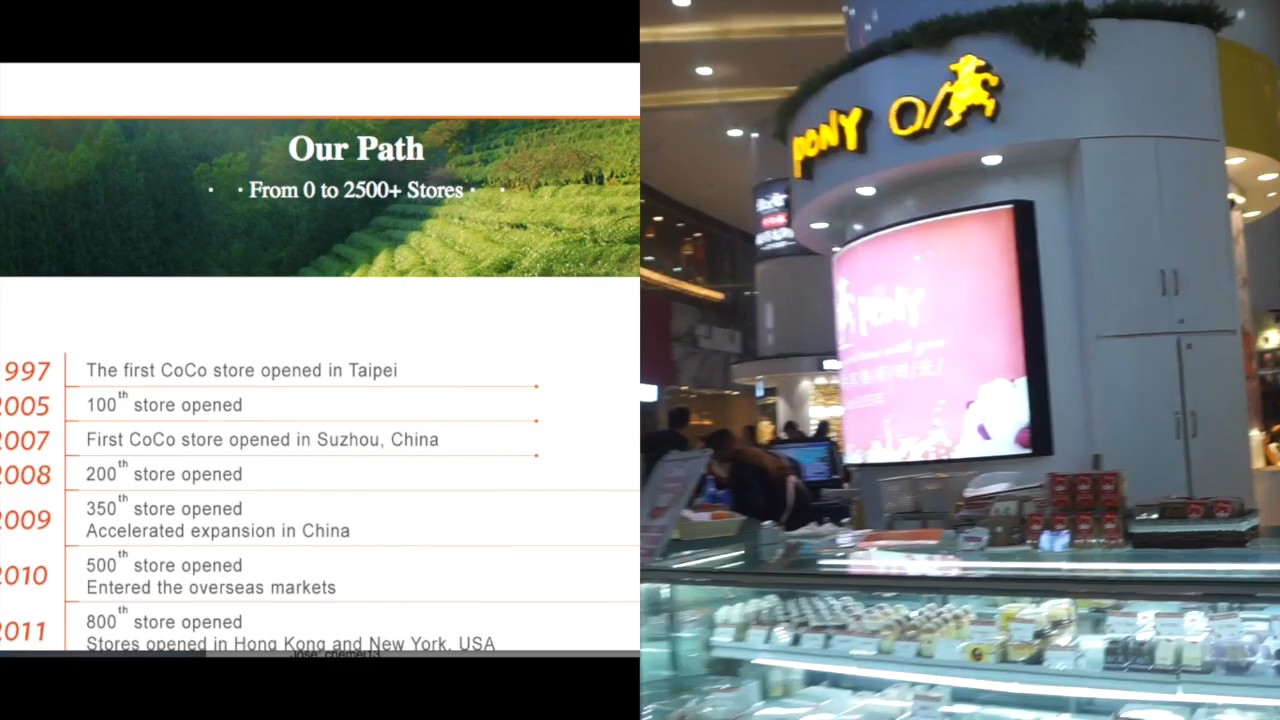 Our Path
· · From 0 to 2500+ Stores · ·
997 The first CoCo store opened in Taipei
2005 100th store opened
2007 First CoCo store opened in Suzhou, China
2008 200th store opened
2009 350th store opened
Accelerated expansion in China
2010 500th store opened
Entered the overseas markets
2011 800th store opened
Stores opened in Hong Kong and New York, USA
PONY
PONY